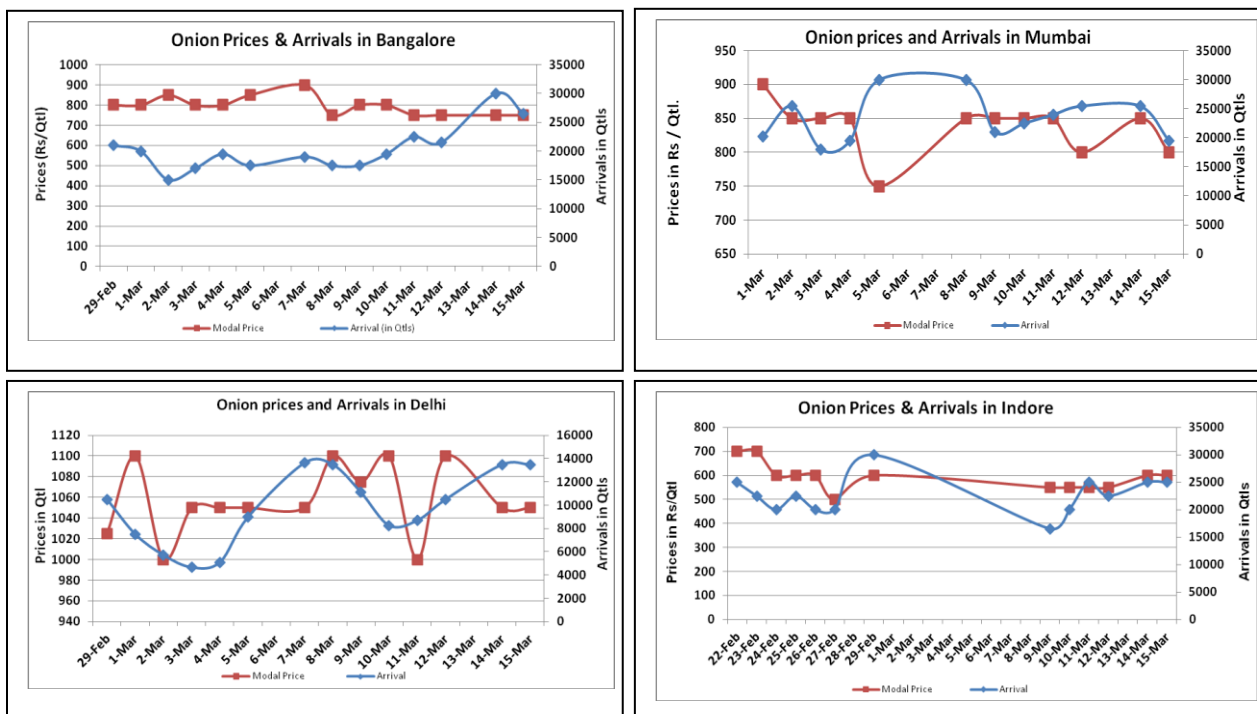 Onion Prices & Arrivals in Bangalore
Prices (Rs/Qtl)
1000
900
800
700
600
500
400
300
200
100
0
35000
30000
25000
20000
15000
10000
5000
0
Arrivals in Qtls
29-Feb
1-Mar
2-Mar
3-Mar
4-Mar
5-Mar
6-Mar
7-Mar
8-Mar
9-Mar
10-Mar
11-Mar
12-Mar
13-Mar
14-Mar
15-Mar
Modal Price
Arrival (in Qtls)
Onion prices and Arrivals in Mumbai
Prices in Rs / Qtl.
950
900
850
800
750
700
650
35000
30000
25000
20000
15000
10000
5000
0
Arrivals in Qtls
1-Mar
2-Mar
3-Mar
4-Mar
5-Mar
6-Mar
7-Mar
8-Mar
9-Mar
10-Mar
11-Mar
12-Mar
13-Mar
14-Mar
15-Mar
Modal Price
Arrival
Onion prices and Arrivals in Delhi
Prices in Qtl
1120
1100
1080
1060
1040
1020
1000
980
960
940
16000
14000
12000
10000
8000
6000
4000
2000
0
Arrivals in Qtls
29-Feb
1-Mar
2-Mar
3-Mar
4-Mar
5-Mar
6-Mar
7-Mar
8-Mar
9-Mar
10-Mar
11-Mar
12-Mar
13-Mar
14-Mar
15-Mar
Modal Price
Arrival
Onion Prices & Arrivals in Indore
Prices in Rs/Qtl
800
700
600
500
400
300
200
100
0
35000
30000
25000
20000
15000
10000
5000
0
Arrivals in Qtls
22-Feb
23-Feb
24-Feb
25-Feb
26-Feb
27-Feb
28-Feb
29-Feb
1-Mar
2-Mar
3-Mar
4-Mar
5-Mar
6-Mar
7-Mar
8-Mar
9-Mar
10-Mar
11-Mar
12-Mar
13-Mar
14-Mar
15-Mar
Modal Price
Arrival